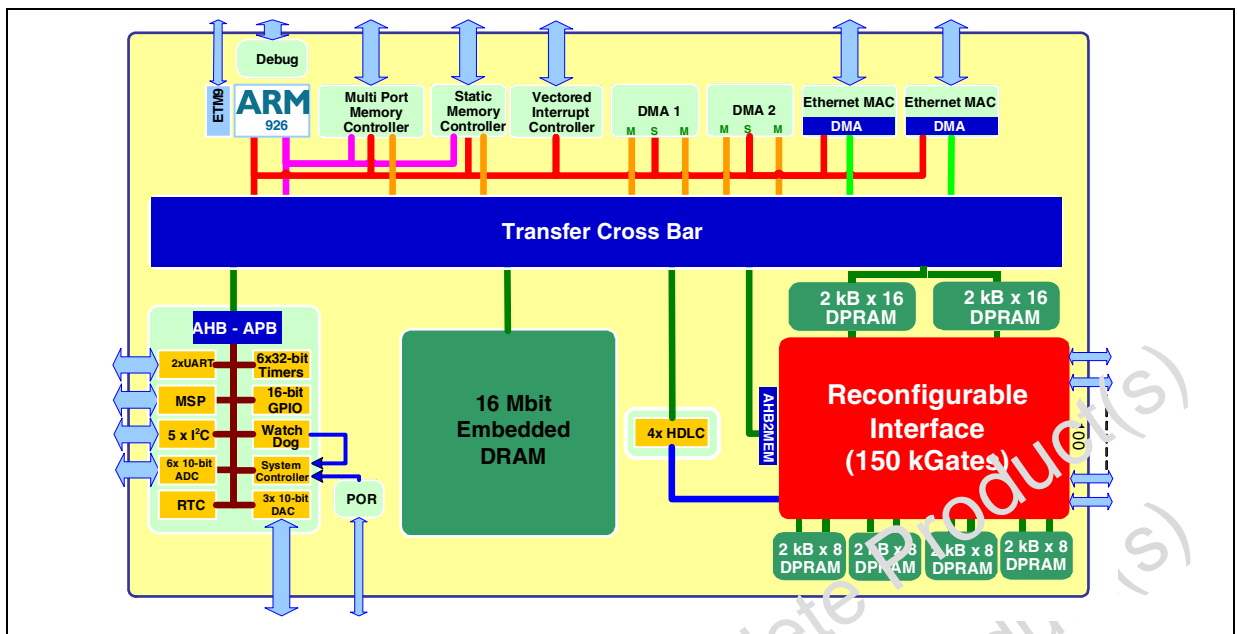 Debug
ETM9
ARM
926
Multi Port
Memory
Controller
Static
Memory
Controller
Vectored
Interrupt
Controller
DMA 1
M S M
DMA 2
M S M
Ethernet MAC
DMA
Ethernet MAC
DMA
Transfer Cross Bar
AHB - APB
2xUART
6x32-bit
Timers
MSP
16-bit
GPIO
5 x I²C
Watch
Dog
6x 10-bit
ADC
System
Controller
RTC
3x 10-bit
DAC
POR
16 Mbit
Embedded
DRAM
4x HDLC
AHB2MEM
2 kB x 16
DPRAM
2 kB x 16
DPRAM
Reconfigurable
Interface
(150 kGates)
100
2 kB x 8
DPRAM
2 kB x 8
DPRAM
2 kB x 8
DPRAM
2 kB x 8
DPRAM
lete Product(s)
du (s)